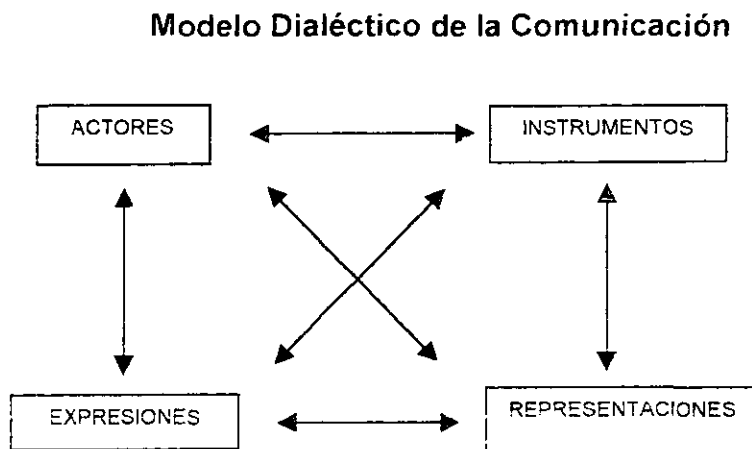 Modelo Dialéctico de la Comunicación
ACTORES
INSTRUMENTOS
EXPRESIONES
REPRESENTACIONES